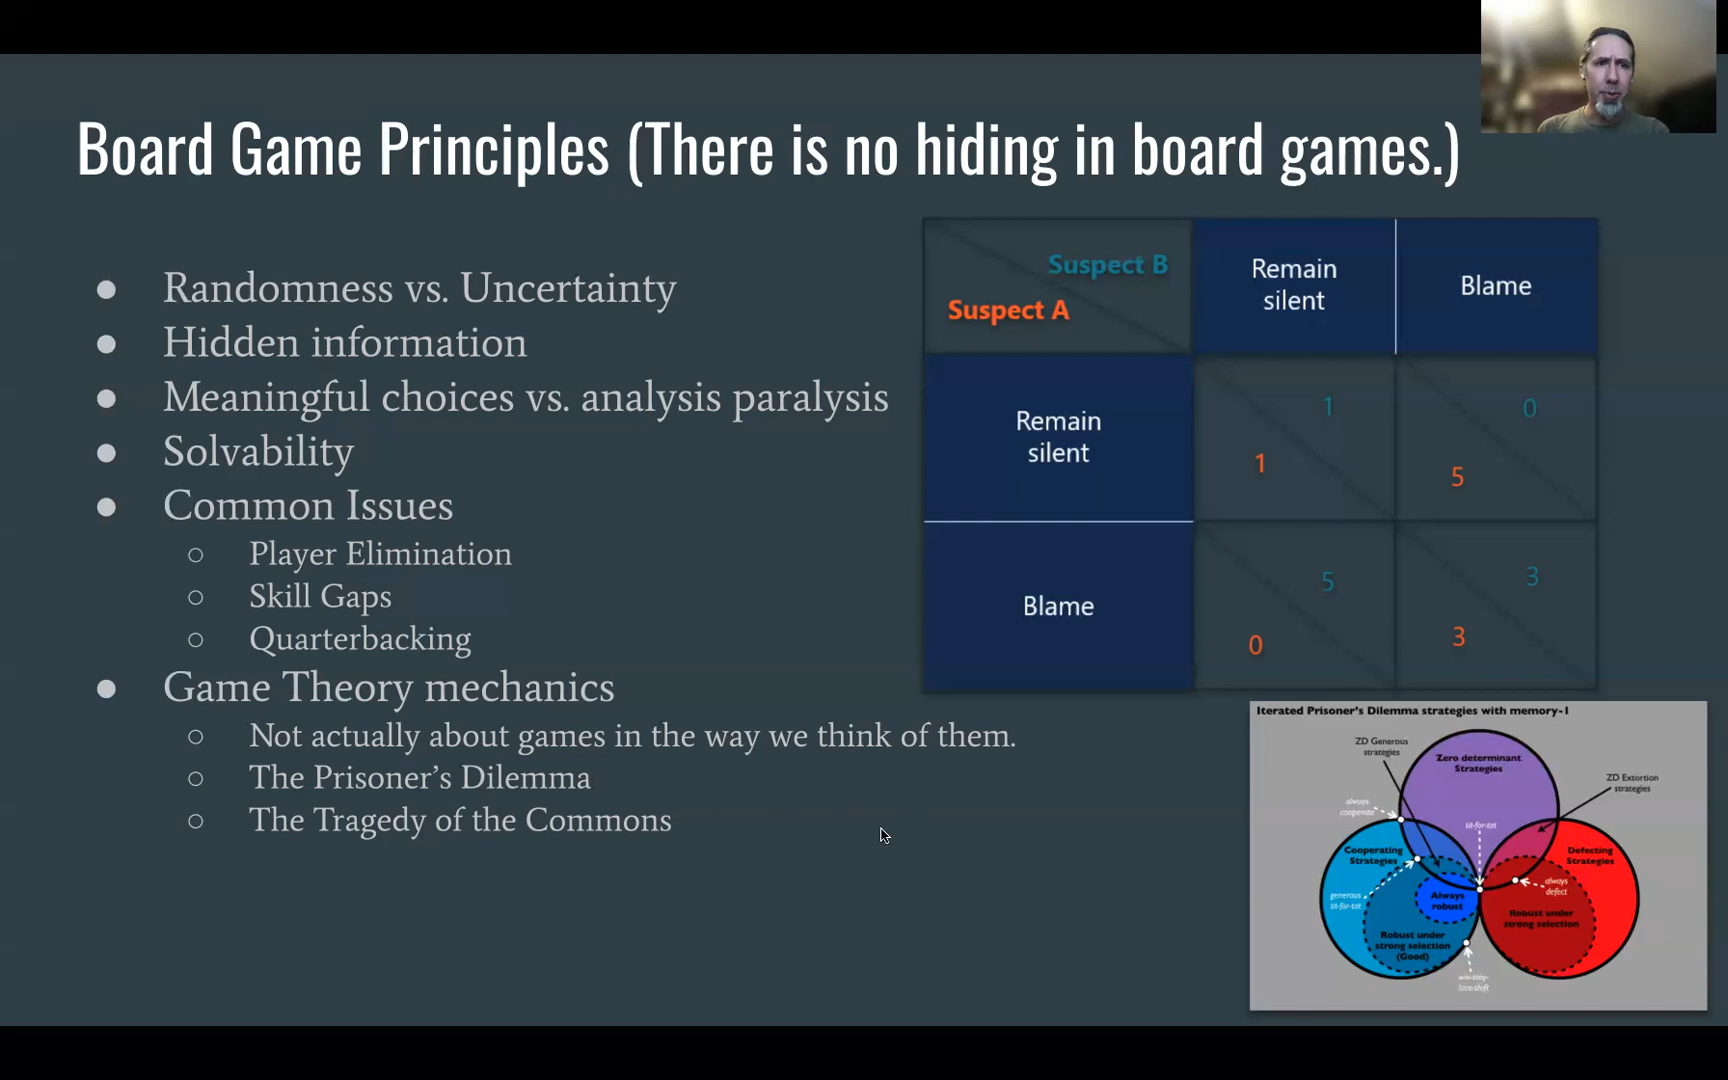 Board Game Principles (There is no hiding in board games.)
● Randomness vs. Uncertainty
● Hidden information
● Meaningful choices vs. analysis paralysis
● Solvability
● Common Issues
○ Player Elimination
○ Skill Gaps
○ Quarterbacking
● Game Theory mechanics
○ Not actually about games in the way we think of them.
○ The Prisoner's Dilemma
○ The Tragedy of the Commons
Suspect B
Suspect A
Remain
silent
Blame
Remain
silent
1
1
0
5
Blame
5
0
3
3
Iterated Prisoner's Dilemma strategies with memory-1
ZD Generous
strategies
Zero determinant
Strategies
ZD Extortion
strategies
always
cooperate
tit-for-tat
Cooperating
Strategies
Defecting
Strategies
generous
tit-for-tat
Always
robust
always
defect
Robust under
strong selection
Robust under
strong selection
(Good)
win-stay-
lose-shift